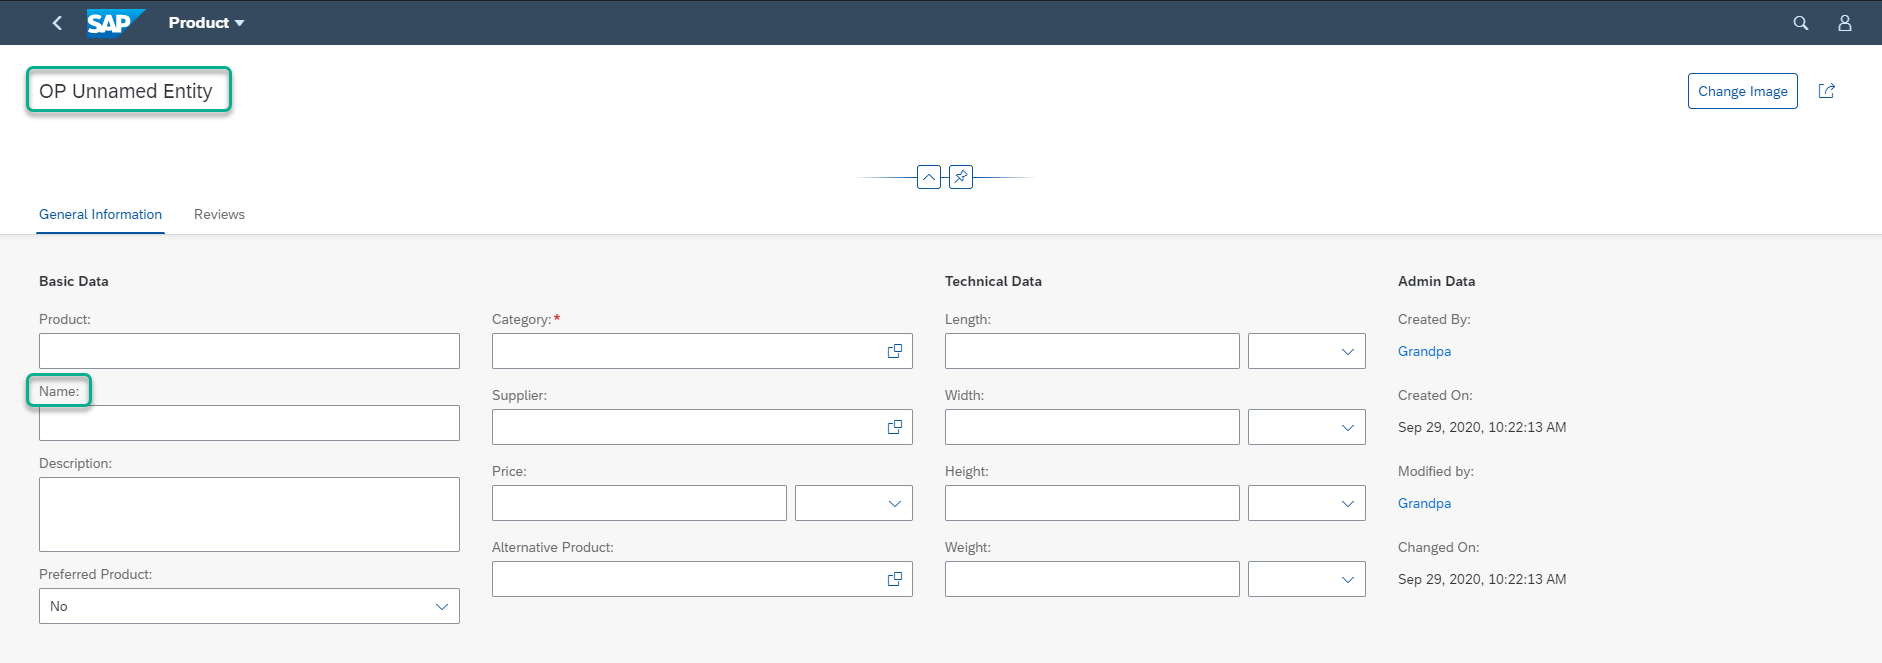 SAP Product
OP Unnamed Entity
Change Image
General Information Reviews
Basic Data
Product:
Name:
Description:
Preferred Product:
No
Category:*
Supplier:
Price:
Alternative Product:
Technical Data
Length:
Width:
Height:
Weight:
Admin Data
Created By:
Grandpa
Created On:
Sep 29, 2020, 10:22:13 AM
Modified by:
Grandpa
Changed On:
Sep 29, 2020, 10:22:13 AM